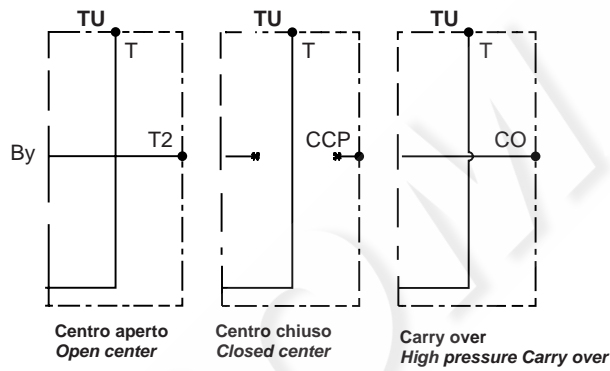 TU TU TU
T T T
By T2 CCP CO
Centro aperto
Open center
Centro chiuso
Closed center
Carry over
High pressure Carry over